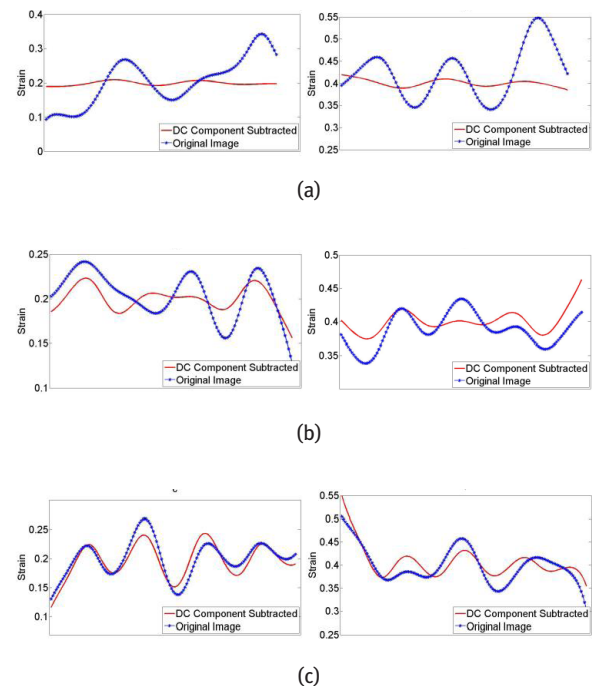 0.4
0.3
0.2
0.1
0
Strain
DC Component Subtracted
Original Image
0.55
0.5
0.45
0.4
0.35
0.3
0.25
Strain
DC Component Subtracted
Original Image
(a)
0.25
0.2
0.15
0.1
Strain
DC Component Subtracted
Original Image
0.5
0.45
0.4
0.35
Strain
DC Component Subtracted
Original Image
(b)
0.25
0.2
0.15
0.1
Strain
DC Component Subtracted
Original Image
0.55
0.5
0.45
0.4
0.35
0.3
0.25
Strain
DC Component Subtracted
Original Image
(c)